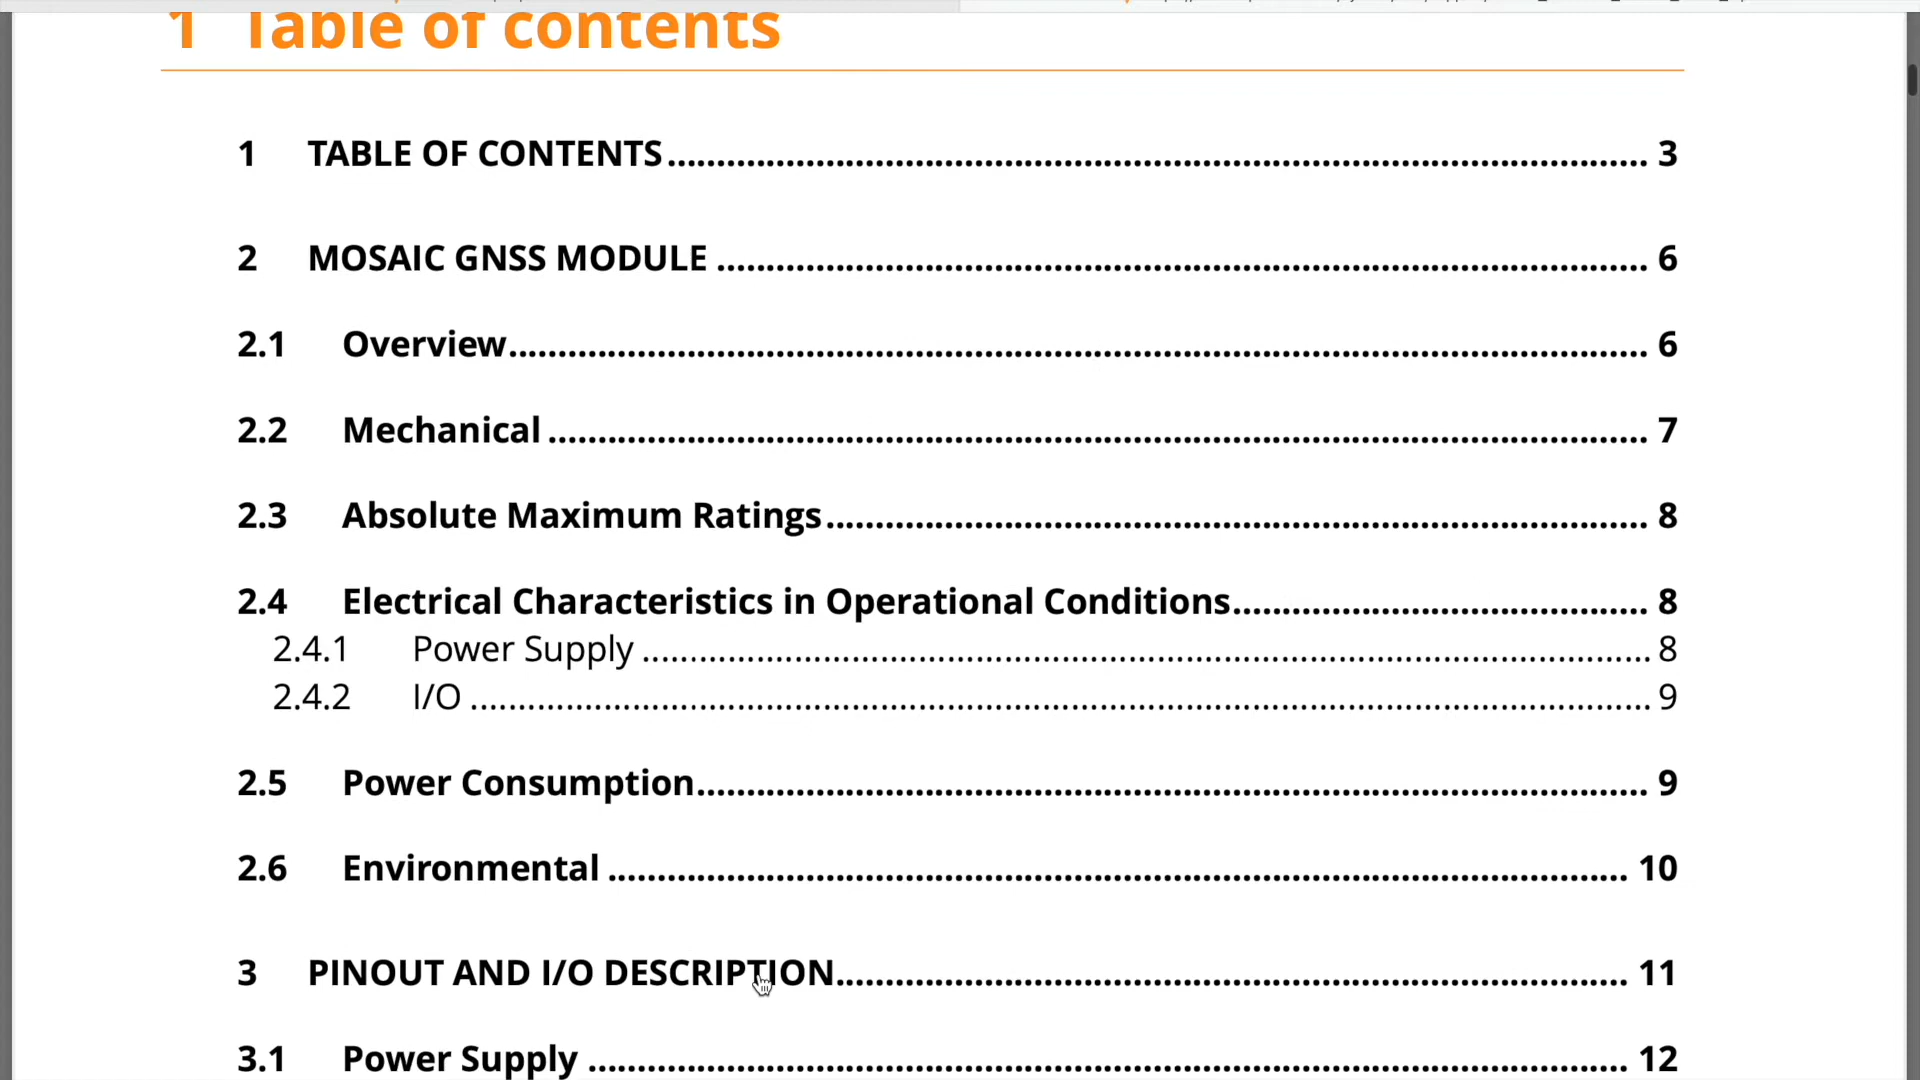 1 Table of contents
1 TABLE OF CONTENTS.................... 3
2 MOSAIC GNSS MODULE .................... 6
2.1 Overview.................... 6
2.2 Mechanical .................... 7
2.3 Absolute Maximum Ratings.................... 8
2.4 Electrical Characteristics in Operational Conditions.................... 8
2.4.1 Power Supply .................... 8
2.4.2 I/O .................... 9
2.5 Power Consumption.................... 9
2.6 Environmental .................... 10
3 PINOUT AND I/O DESCRIPTION.................... 11
3.1 Power Supply .................... 12